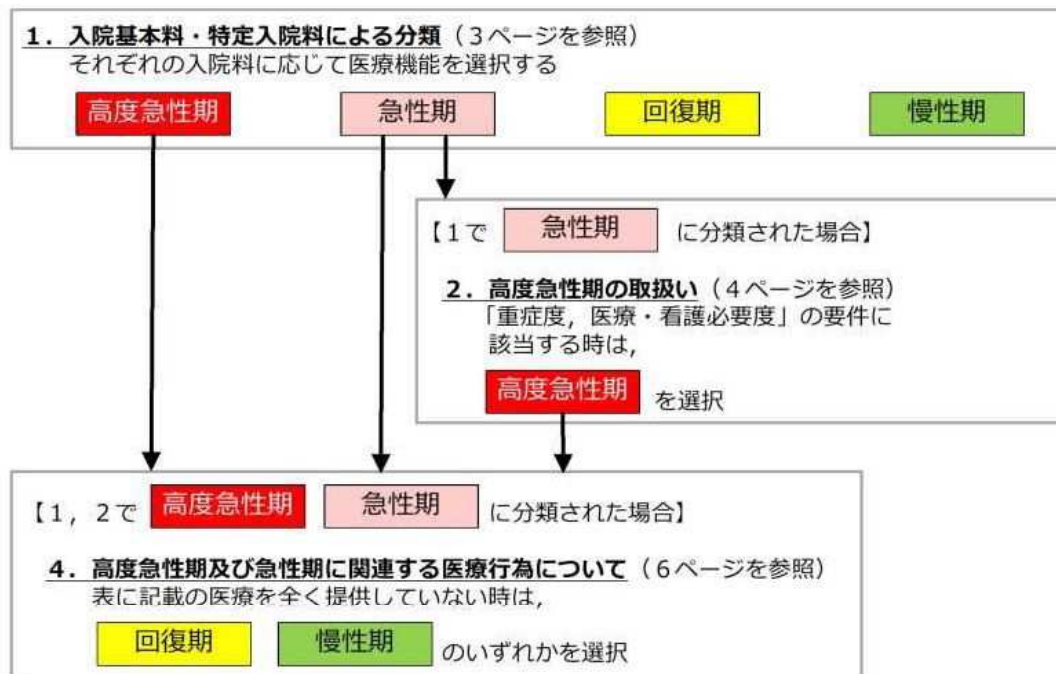 1．入院基本料・特定入院料による分類（3ページを参照）
それぞれの入院料に応じて医療機能を選択する
高度急性期 急性期 回復期 慢性期
【1で 急性期 に分類された場合】
2．高度急性期の取扱い（4ページを参照）
「重症度，医療・看護必要度」の要件に
該当する時は，
高度急性期 を選択
【1，2で 高度急性期 急性期 に分類された場合】
4．高度急性期及び急性期に関連する医療行為について（6ページを参照）
表に記載の医療を全く提供していない時は，
回復期 慢性期 のいずれかを選択